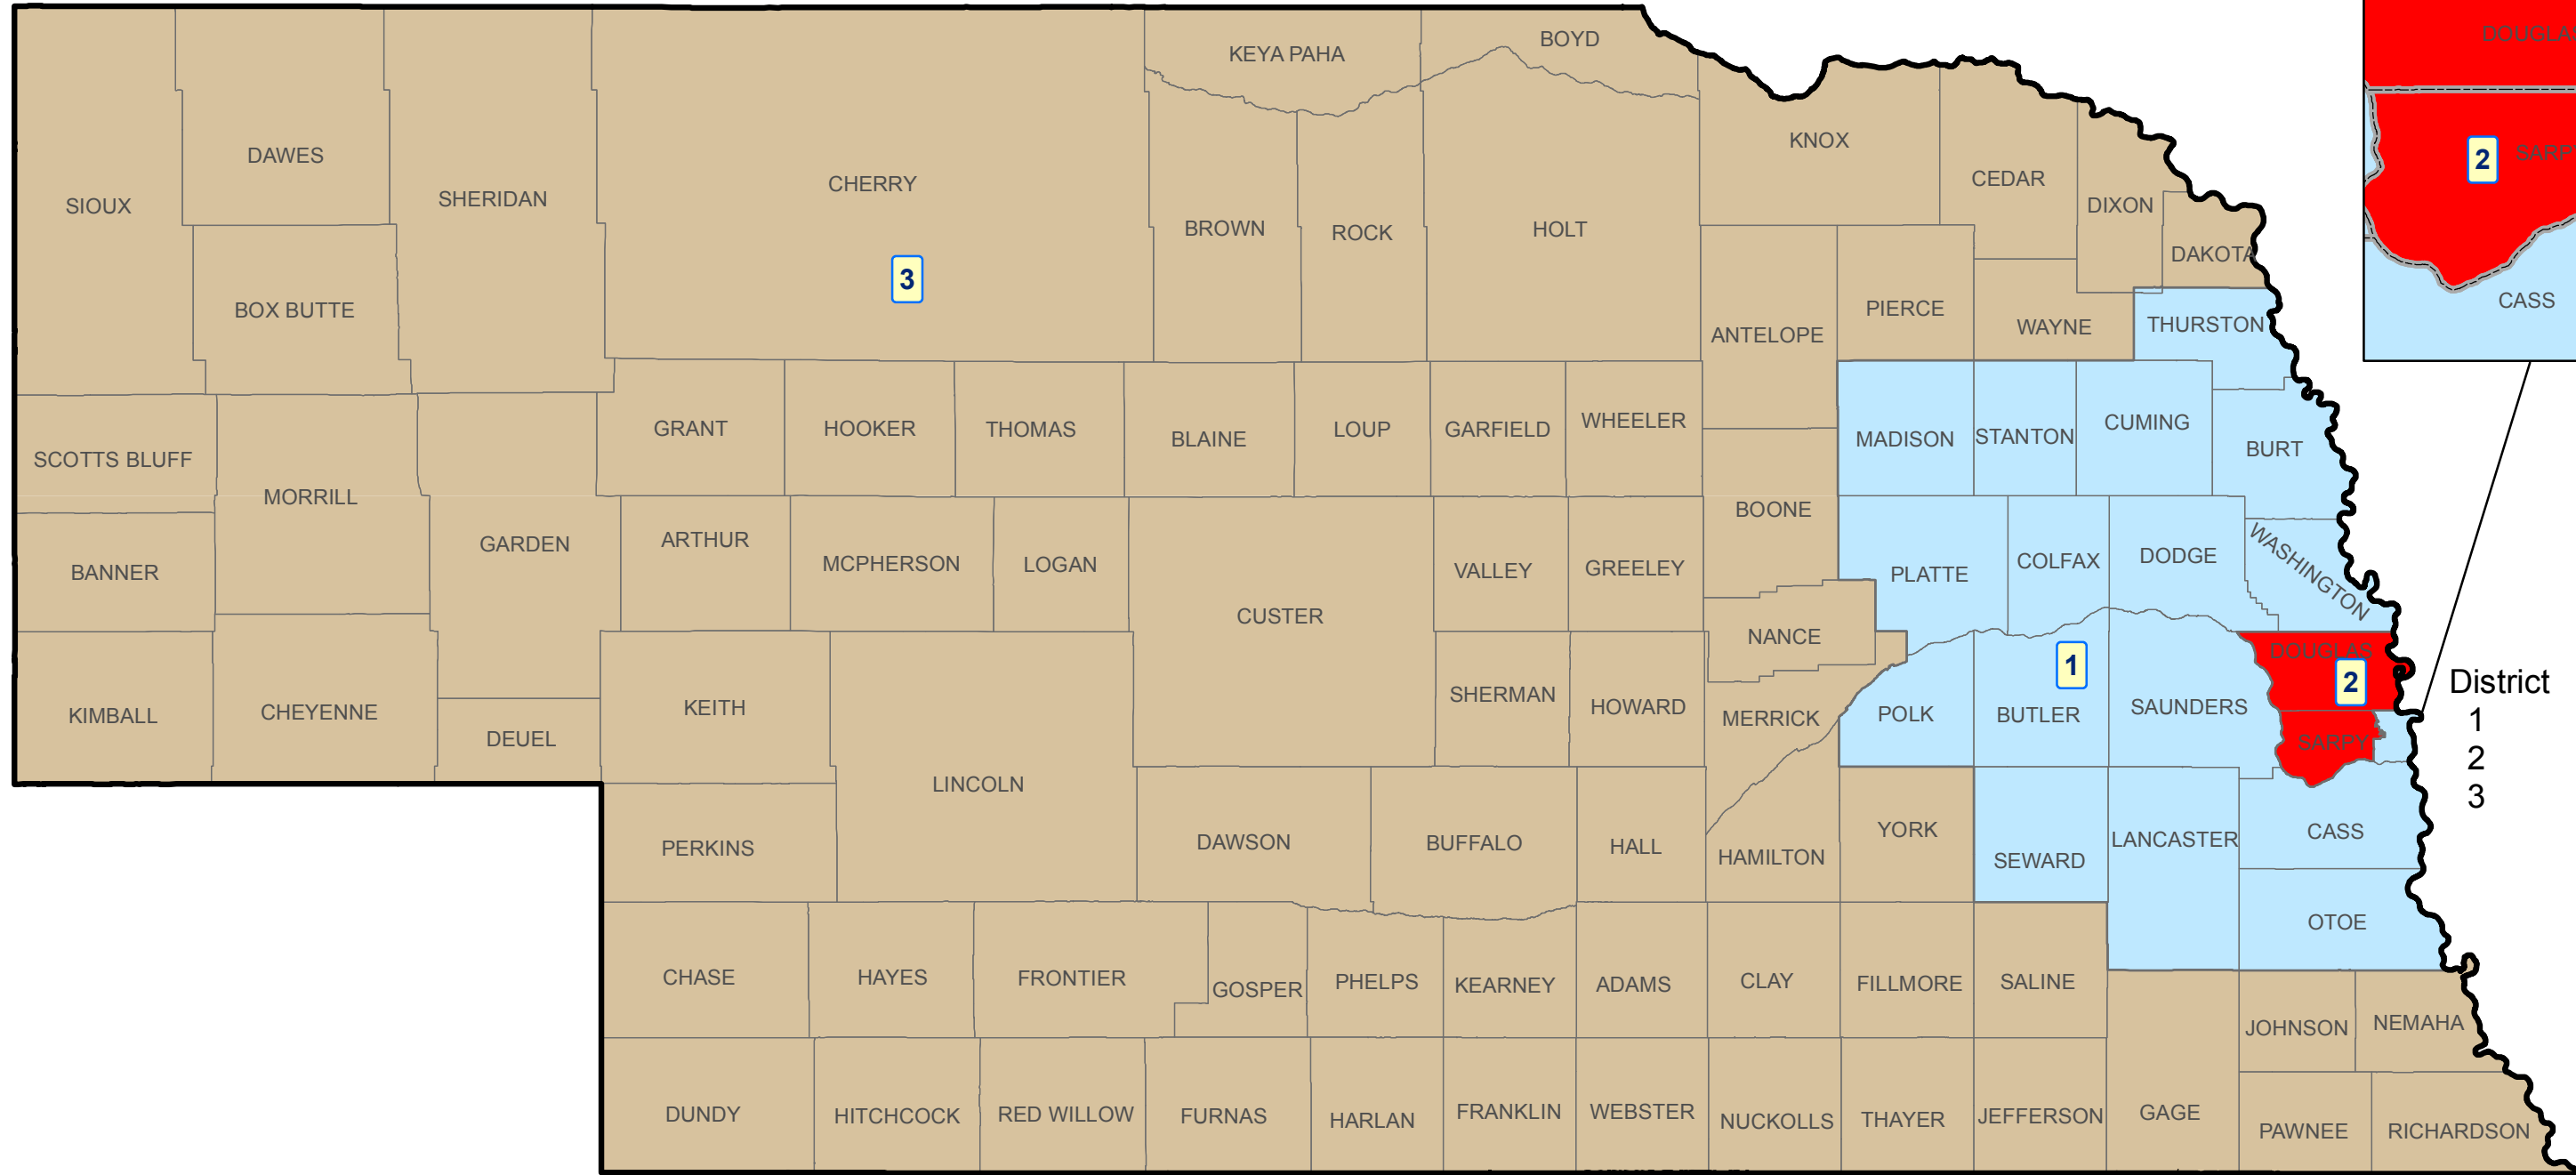 BOYD
KEYA PAHA
DOUGLAS
KNOX
DAWES
SARPY
2
CEDAR
CHERRY
SHERIDAN
SIOUX
DIXON
BROWN
ROCK
HOLT
DAKOTA
3
CASS
BOX BUTTE
PIERCE
THURSTON
WAYNE
ANTELOPE
WHEELER
CUMING
GRANT
HOOKER
THOMAS
LOUP
GARFIELD
BLAINE
MADISON
STANTON
BURT
SCOTTS BLUFF
MORRILL
BOONE
ARTHUR
GARDEN
DODGE
COLFAX
MCPHERSON
LOGAN
VALLEY
GREELEY
BANNER
PLATTE
WASHINGTON
CUSTER
NANCE
DOUGLAS
1
2
District
1
2
3
SHERMAN
HOWARD
KEITH
SAUNDERS
CHEYENNE
KIMBALL
POLK
BUTLER
MERRICK
DEUEL
SARPY
LINCOLN
YORK
CASS
LANCASTER
DAWSON
BUFFALO
HALL
PERKINS
HAMILTON
SEWARD
OTOE
CHASE
HAYES
FRONTIER
CLAY
PHELPS
SALINE
FILLMORE
ADAMS
KEARNEY
GOSPER
NEMAHA
JOHNSON
FRANKLIN
WEBSTER
GAGE
DUNDY
HITCHCOCK
RED WILLOW
FURNAS
JEFFERSON
THAYER
HARLAN
NUCKOLLS
PAWNEE
RICHARDSON